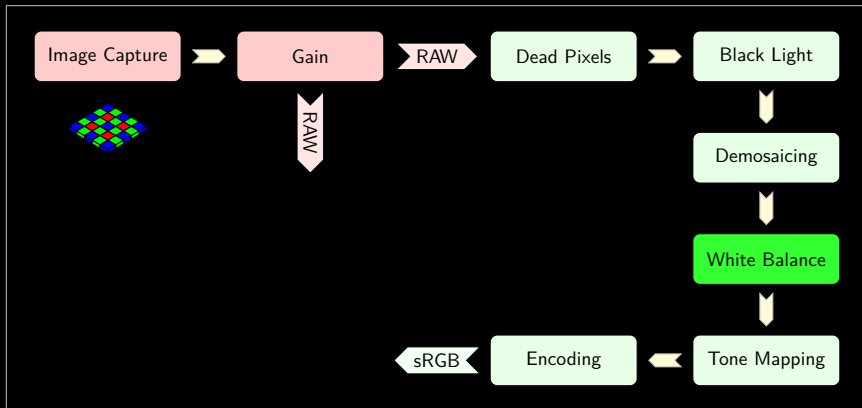 Image Capture
Gain
RAW
Dead Pixels
Black Light
RAW
Demosaicing
White Balance
sRGB
Encoding
Tone Mapping